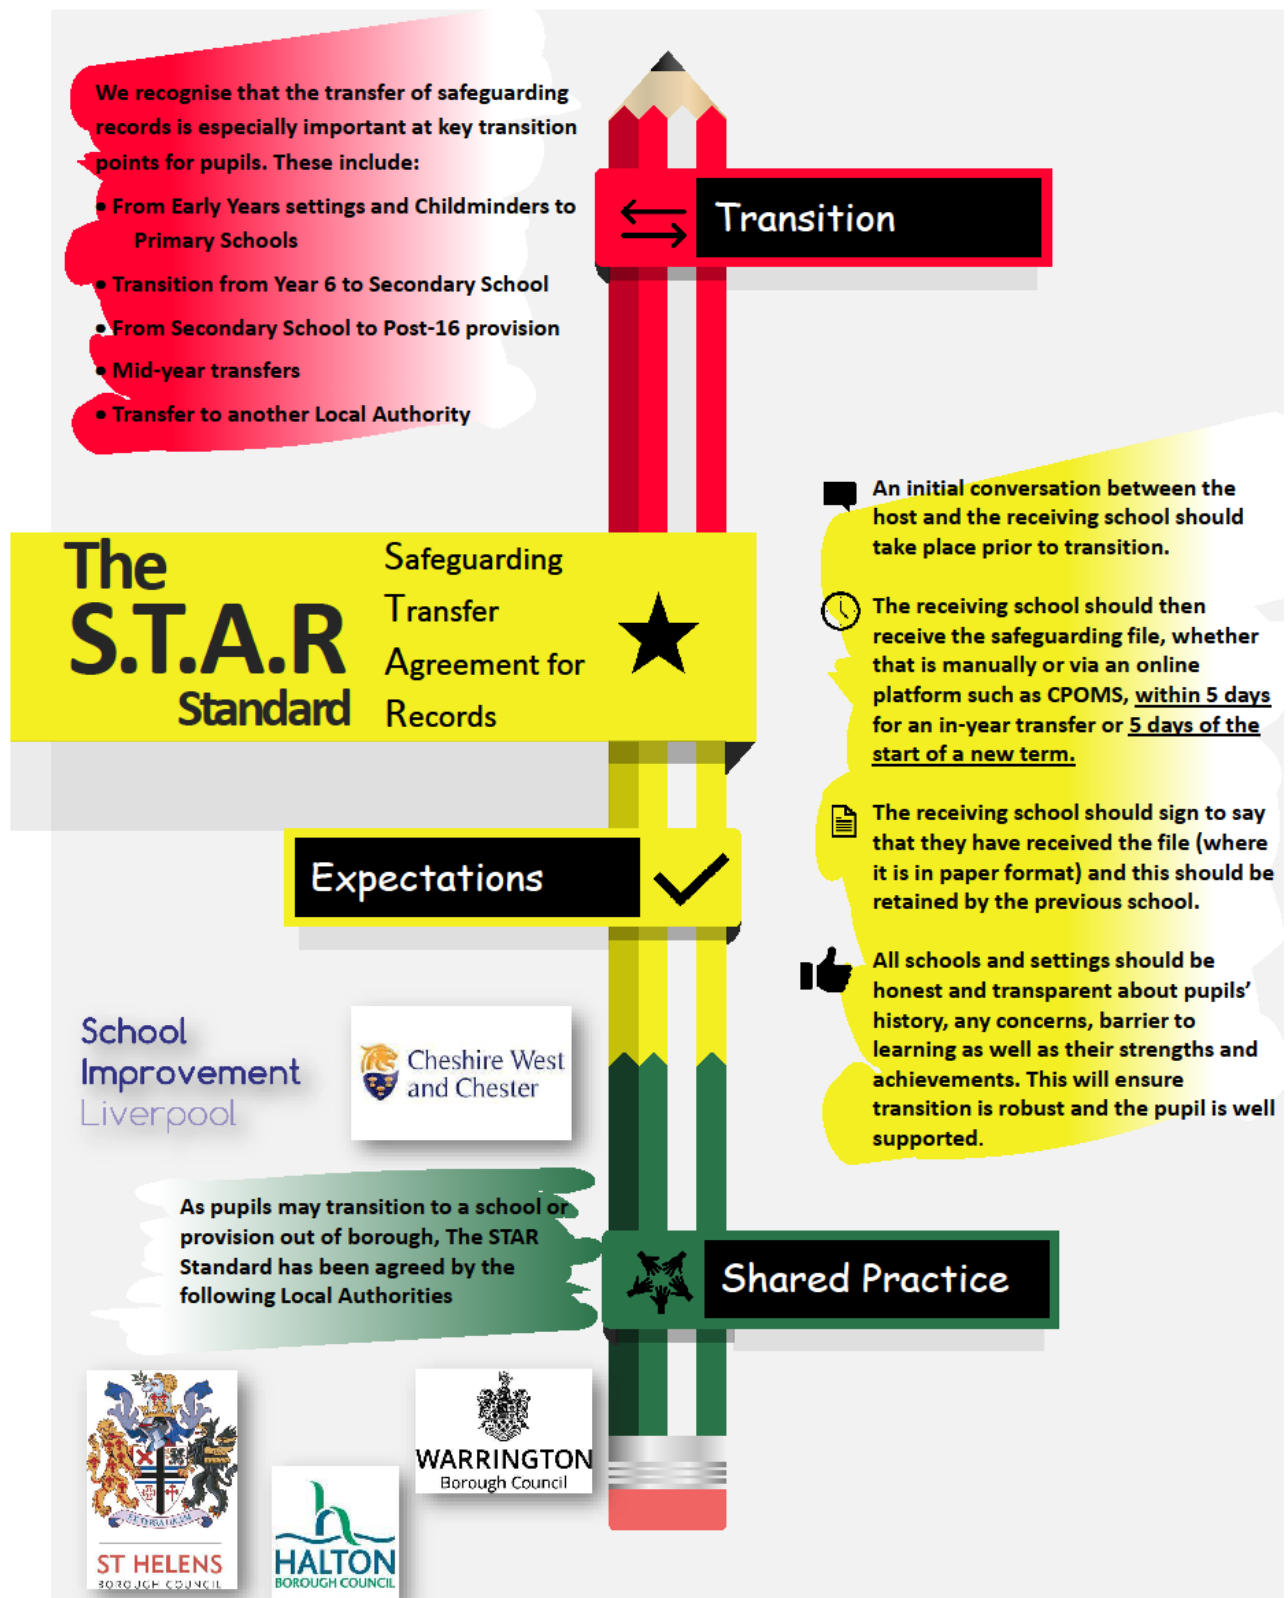 We recognise that the transfer of safeguarding
records is especially important at key transition
points for pupils. These include:
• From Early Years settings and Childminders to
Primary Schools
• Transition from Year 6 to Secondary School
• From Secondary School to Post-16 provision
• Mid-year transfers
• Transfer to another Local Authority
Transition
The
S.T.A.R
Standard
Safeguarding
Transfer
Agreement for
Records
An initial conversation between the
host and the receiving school should
take place prior to transition.
The receiving school should then
receive the safeguarding file, whether
that is manually or via an online
platform such as CPOMS, within 5 days
for an in-year transfer or 5 days of the
start of a new term.
The receiving school should sign to say
that they have received the file (where
it is in paper format) and this should be
retained by the previous school.
All schools and settings should be
honest and transparent about pupils’
history, any concerns, barrier to
learning as well as their strengths and
achievements. This will ensure
transition is robust and the pupil is well
supported.
Expectations
School
Improvement
Liverpool
Cheshire West
and Chester
As pupils may transition to a school or
provision out of borough, The STAR
Standard has been agreed by the
following Local Authorities
Shared Practice
ST HELENS
BOROUGH COUNCIL
HALTON
BOROUGH COUNCIL
WARRINGTON
Borough Council